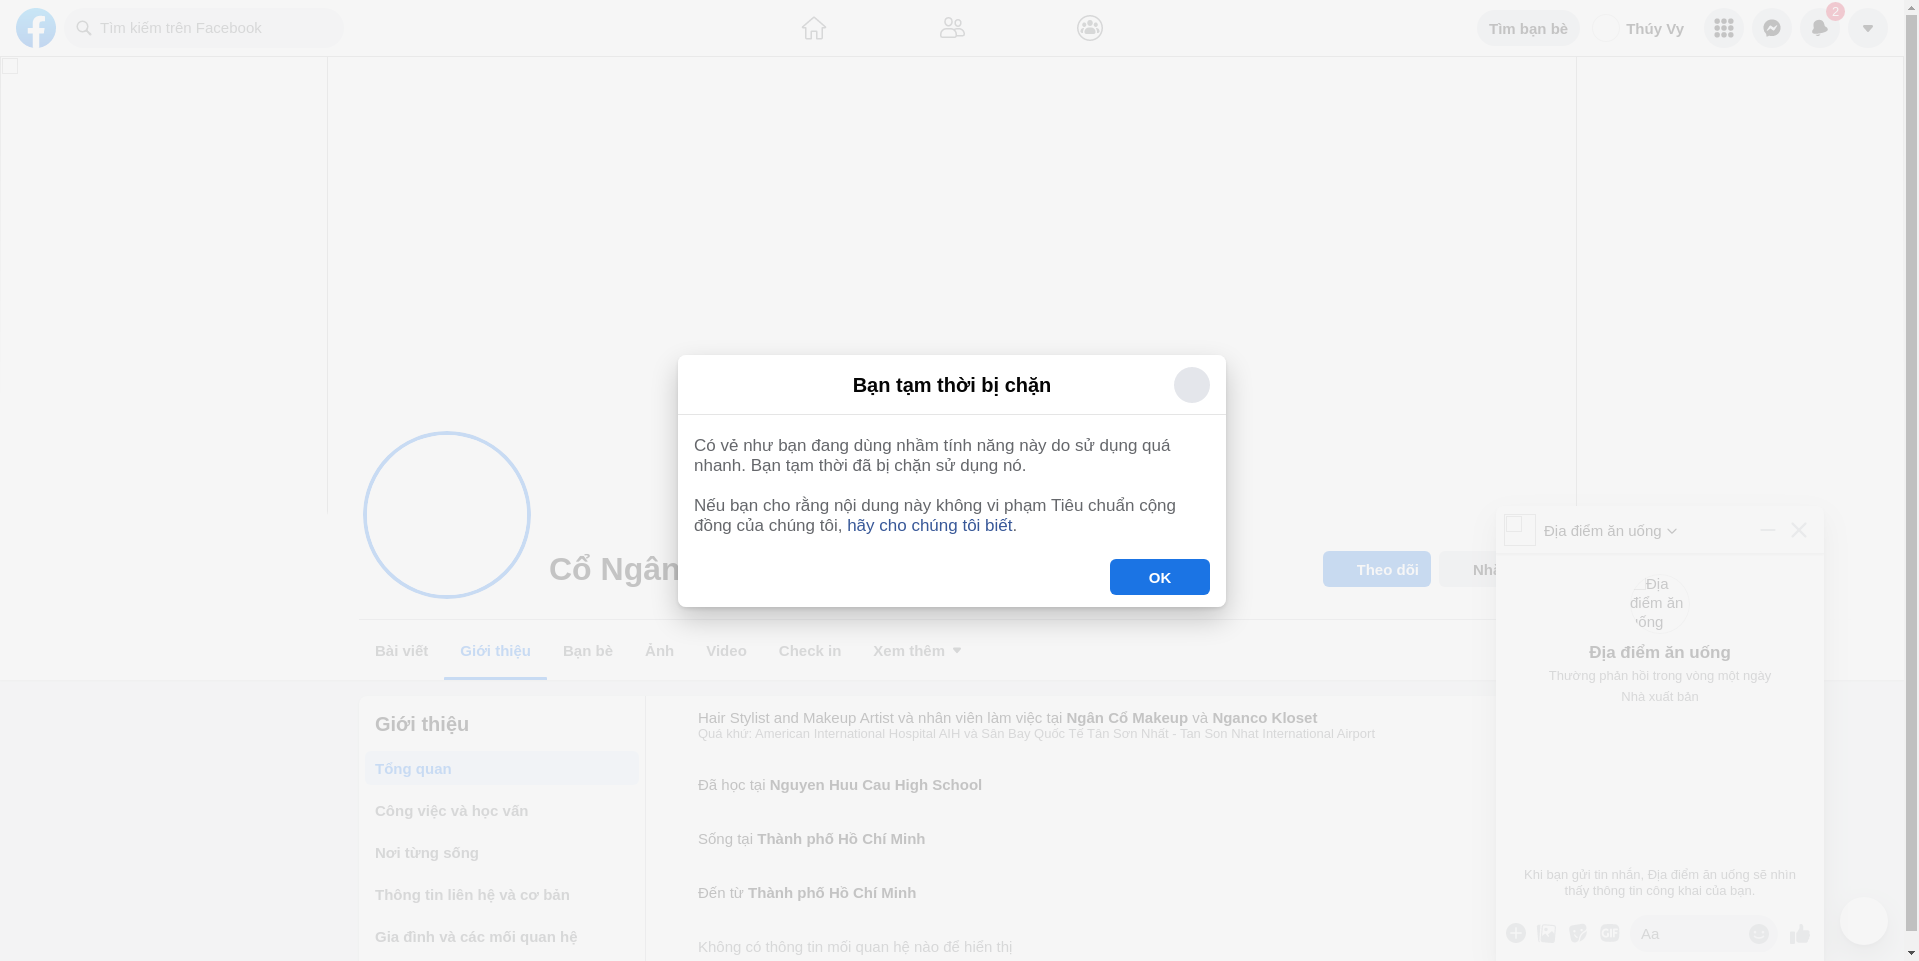 Tìm kiếm trên Facebook
Tìm bạn bè
Thúy Vy
2
Bạn tạm thời bị chặn
Có vẻ như bạn đang dùng nhầm tính năng này do sử dụng quá
nhanh. Bạn tạm thời đã bị chặn sử dụng nó.
Nếu bạn cho rằng nội dung này không vi phạm Tiêu chuẩn cộng
đồng của chúng tôi, hãy cho chúng tôi biết.
OK
Cổ Ngân
Theo dõi
Bài viết
Giới thiệu
Bạn bè
Ảnh
Video
Check in
Xem thêm
Giới thiệu
Tổng quan
Công việc và học vấn
Nơi từng sống
Thông tin liên hệ và cơ bản
Gia đình và các mối quan hệ
Hair Stylist and Makeup Artist và nhân viên làm việc tại Ngân Cổ Makeup và Nganco Kloset
Quá khứ: American International Hospital AIH và Sân Bay Quốc Tế Tân Sơn Nhất - Tan Son Nhat International Airport
Đã học tại Nguyen Huu Cau High School
Sống tại Thành phố Hồ Chí Minh
Đến từ Thành phố Hồ Chí Minh
Không có thông tin mối quan hệ nào để hiển thị
Địa điểm ăn uống
Địa
điểm ăn
uống
Địa điểm ăn uống
Thường phản hồi trong vòng một ngày
Nhà xuất bản
Khi bạn gửi tin nhắn, Địa điểm ăn uống sẽ nhìn
thấy thông tin công khai của bạn.
GIF
Aa